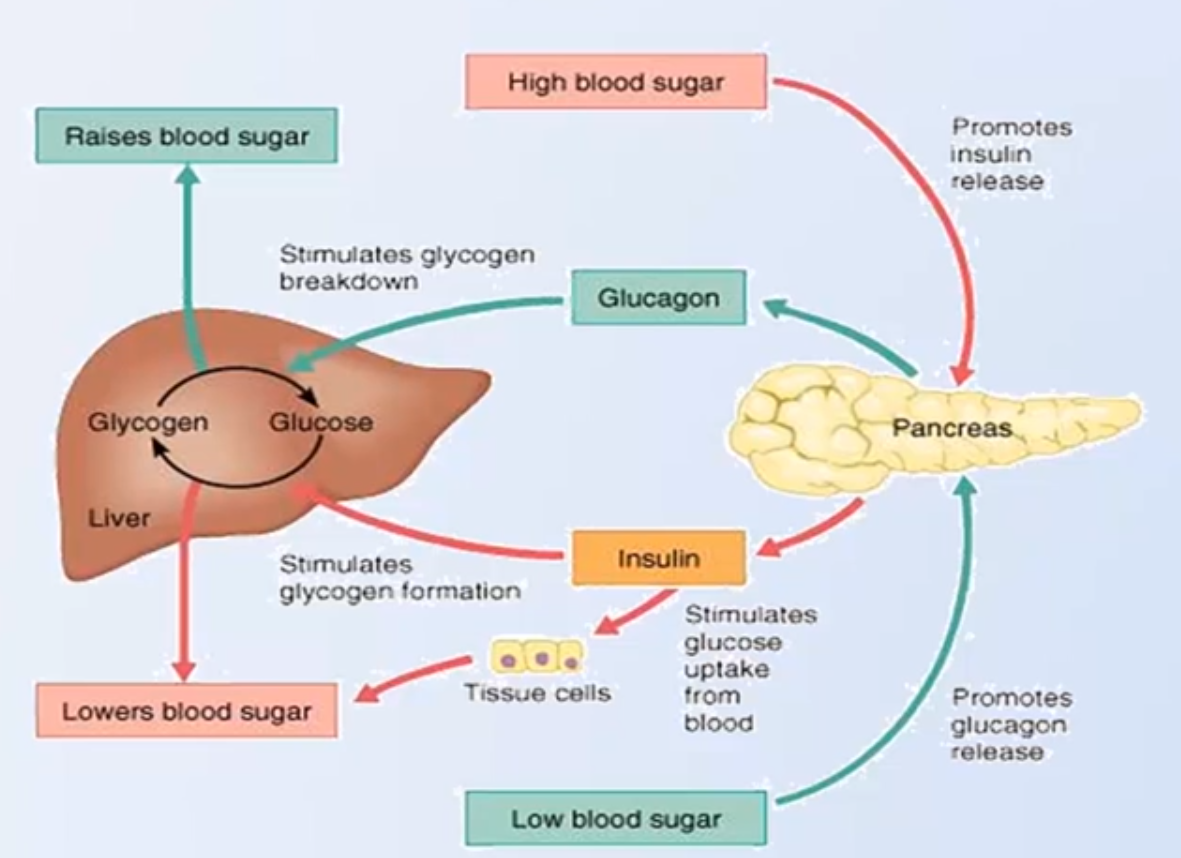 High blood sugar
Raises blood sugar
Promotes
insulin
release
Stimulates glycogen
breakdown
Glucagon
Glycogen
Glucose
Pancreas
Liver
Insulin
Stimulates
glycogen formation
Stimulates
glucose
uptake
from
blood
Tissue cells
Lowers blood sugar
Promotes
glucagon
release
Low blood sugar